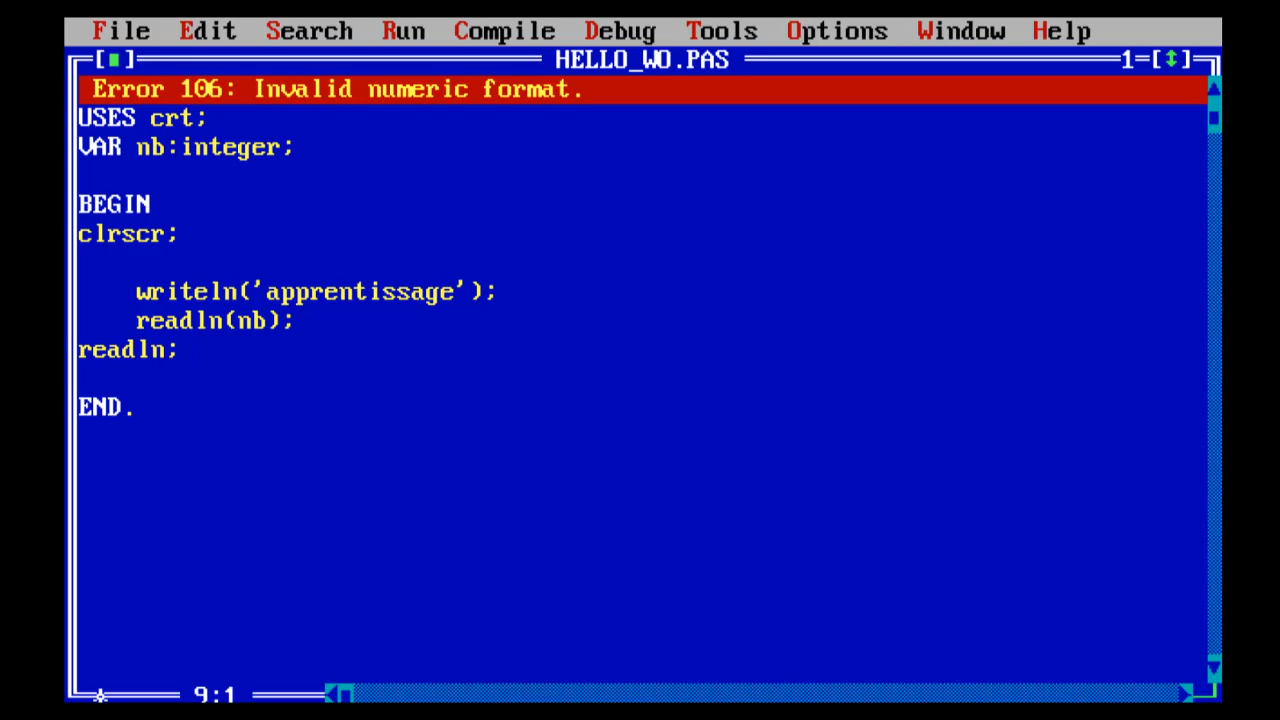 File Edit Search Run Compile Debug Tools Options Window Help
[■] HELLO_WO.PAS 1=[↕]
Error 106: Invalid numeric format.
USES crt;
VAR nb:integer;
BEGIN
clrscr;
writeln('apprentissage');
readln(nb);
readln;
END.
* 9:1